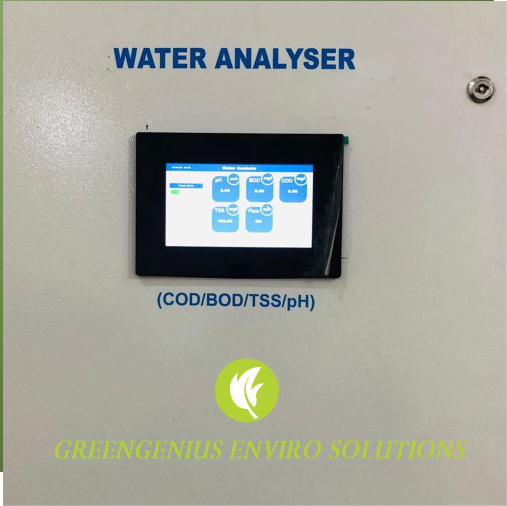 WATER ANALYSER
Water Analysis
pH
BOD
COD
TSS
Flow
(COD/BOD/TSS/pH)
GREENGENIUS ENVIRO SOLUTIONS